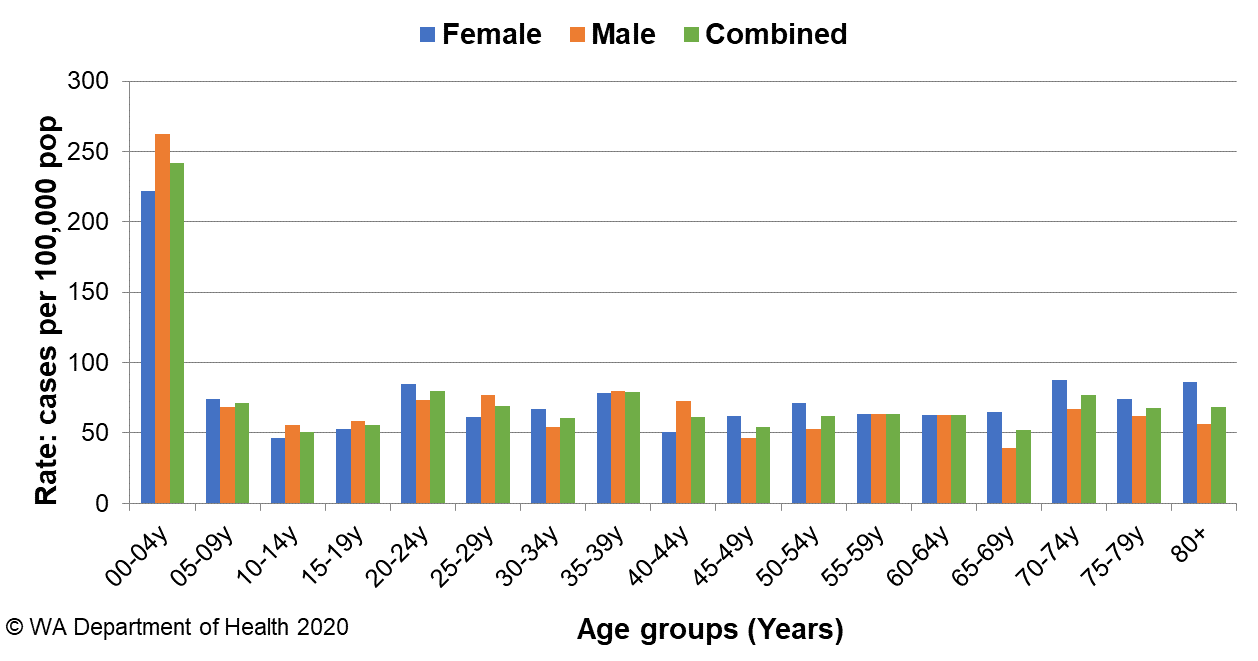 Female Male Combined
Rate: cases per 100,000 pop
300
250
200
150
100
50
0
00-04y 05-09y 10-14y 15-19y 20-24y 25-29y 30-34y 35-39y 40-44y 45-49y 50-54y 55-59y 60-64y 65-69y 70-74y 75-79y 80+
© WA Department of Health 2020
Age groups (Years)